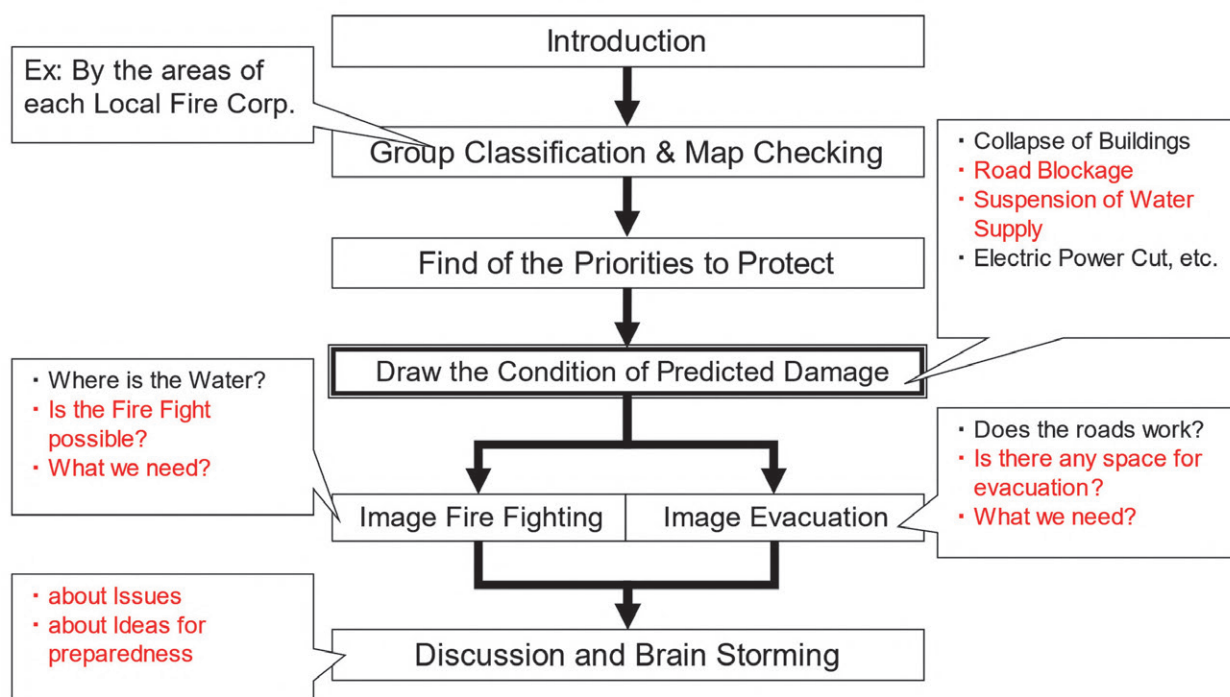 Introduction
Ex: By the areas of
each Local Fire Corp.
Group Classification & Map Checking
Find of the Priorities to Protect
・Collapse of Buildings
・Road Blockage
・Suspension of Water
Supply
・Electric Power Cut, etc.
Draw the Condition of Predicted Damage
・Where is the Water?
・Is the Fire Fight
possible?
・What we need?
Image Fire Fighting
Image Evacuation
・Does the roads work?
・Is there any space for
evacuation?
・What we need?
・about Issues
・about Ideas for
preparedness
Discussion and Brain Storming